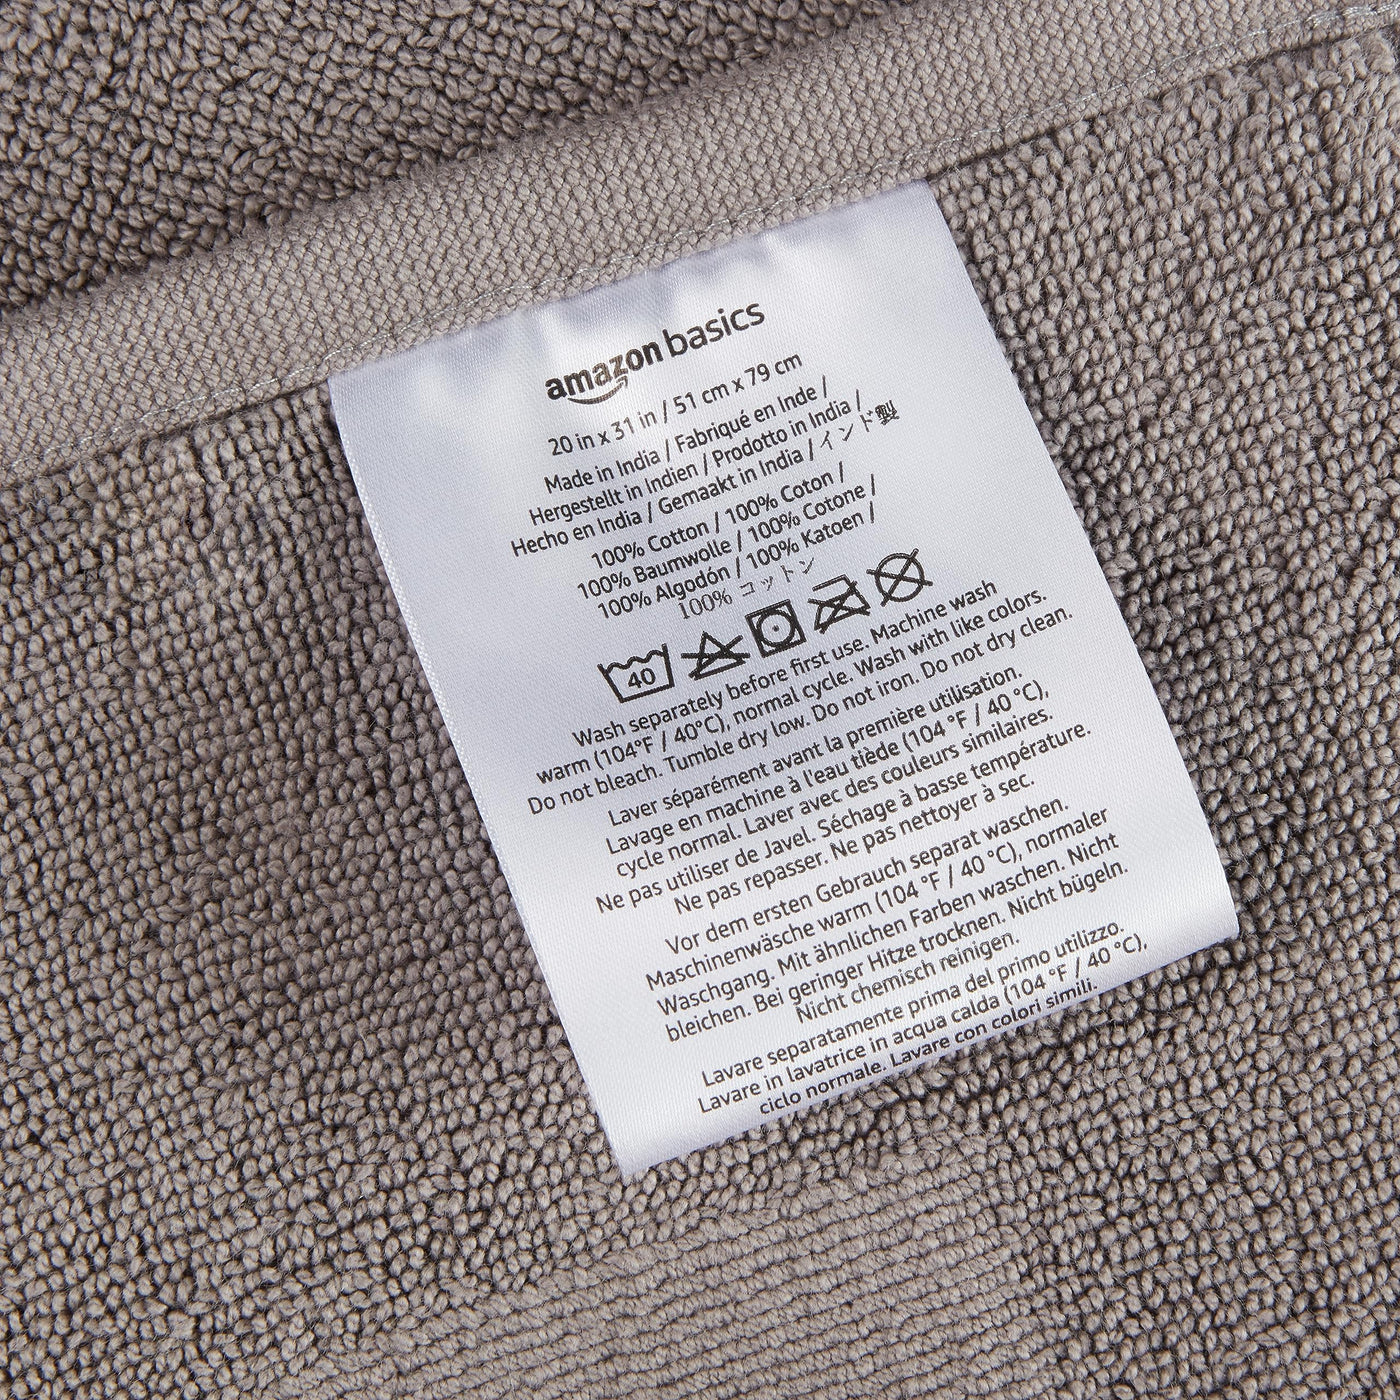 amazon basics
20 in x 31 in / 51 cm x 79 cm
Made in India / Fabriqué en Inde /
Hergestellt in Indien / Prodotto in India /
Hecho en India / Gemaakt in India / インド製
100% Cotton / 100% Coton /
100% Baumwolle / 100% Cotone /
100% Algodón / 100% Katoen /
100% コットン
40
Wash separately before first use. Machine wash
warm (104°F / 40°C), normal cycle. Wash with like colors.
Do not bleach. Tumble dry low. Do not iron. Do not dry clean.
Laver séparément avant la première utilisation.
Lavage en machine à l'eau tiède (104 °F / 40 °C),
cycle normal. Laver avec des couleurs similaires.
Ne pas utiliser de Javel. Séchage à basse température.
Ne pas repasser. Ne pas nettoyer à sec.
Vor dem ersten Gebrauch separat waschen.
Maschinenwäsche warm (104 °F / 40 °C), normaler
Waschgang. Mit ähnlichen Farben waschen. Nicht
bleichen. Bei geringer Hitze trocknen. Nicht bügeln.
Nicht chemisch reinigen.
Lavare separatamente prima del primo utilizzo.
Lavare in lavatrice in acqua calda (104 °F / 40 °C),
ciclo normale. Lavare con colori simili.